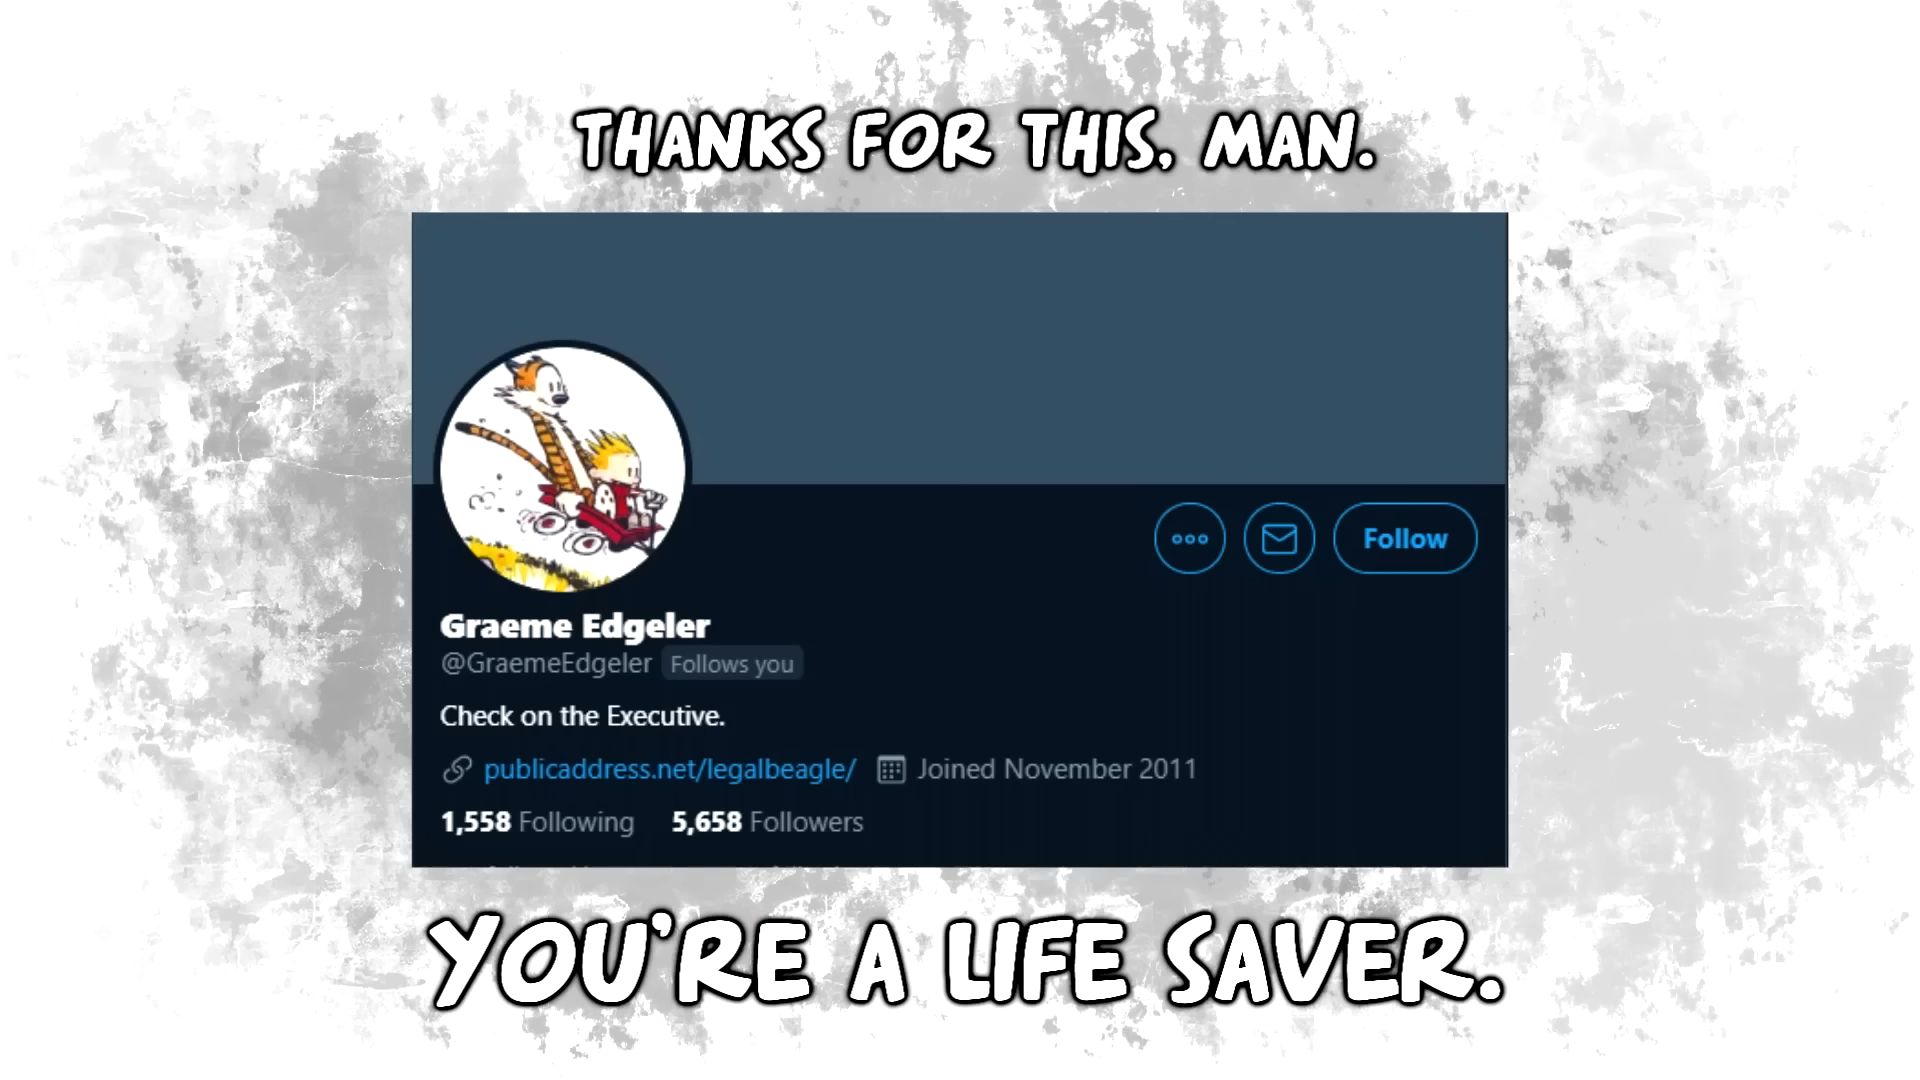 THANKS FOR THIS, MAN.
Follow
Graeme Edgeler
@GraemeEdgeler Follows you
Check on the Executive.
publicaddress.net/legalbeagle/ Joined November 2011
1,558 Following 5,658 Followers
YOU'RE A LIFE SAVER.